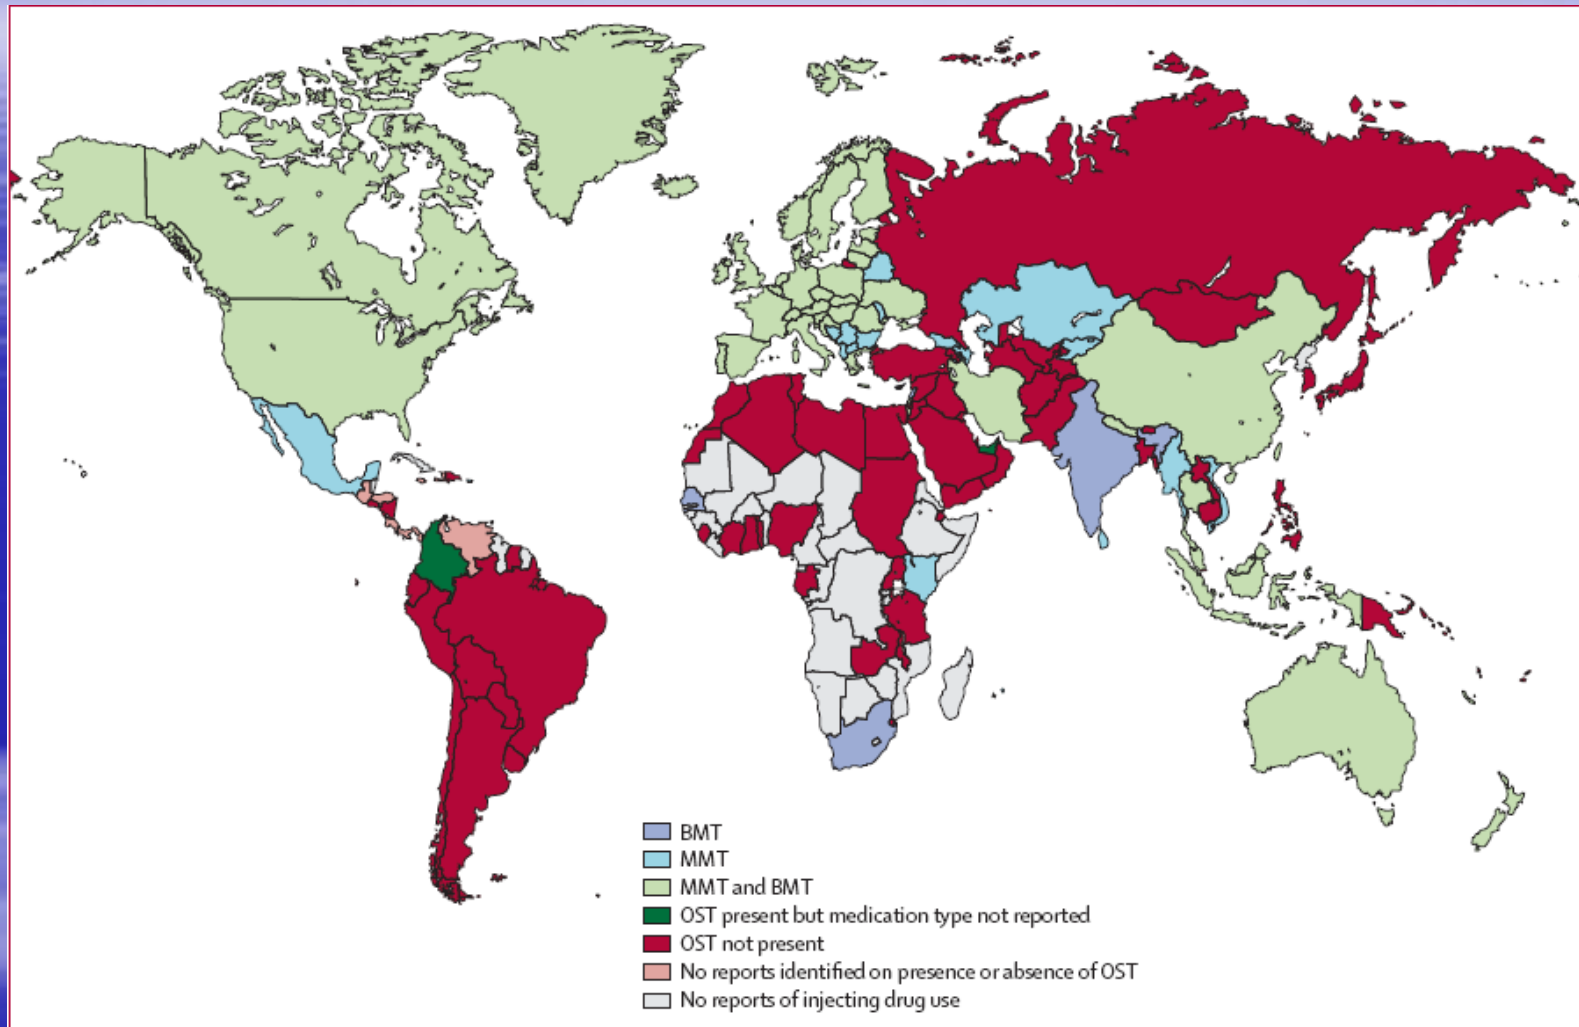 BMT
MMT
MMT and BMT
OST present but medication type not reported
OST not present
No reports identified on presence or absence of OST
No reports of injecting drug use